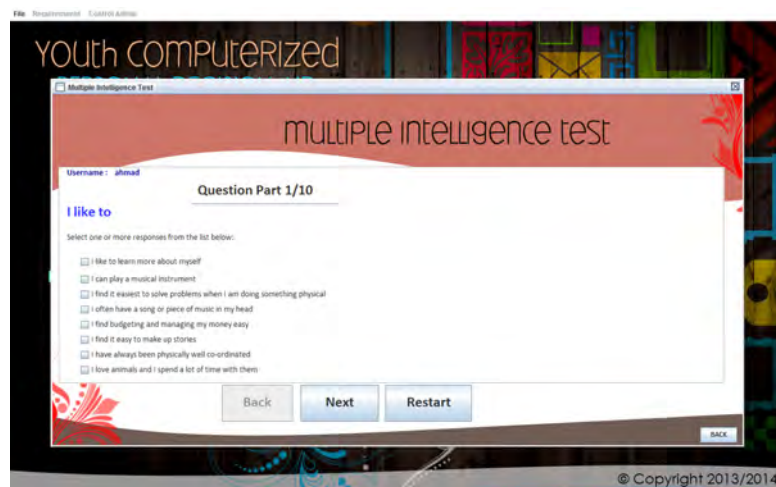 File Requirement Control Admin
Youth Computerized
Multiple Intelligence Test
multiple intelligence test
Username : ahmad
Question Part 1/10
I like to
Select one or more responses from the list below:
I like to learn more about myself
I can play a musical instrument
I find it easiest to solve problems when I am doing something physical
I often have a song or piece of music in my head
I find budgeting and managing my money easy
I find it easy to make up stories
I have always been physically well co-ordinated
I love animals and I spend a lot of time with them
Back Next Restart
BACK
© Copyright 2013/2014